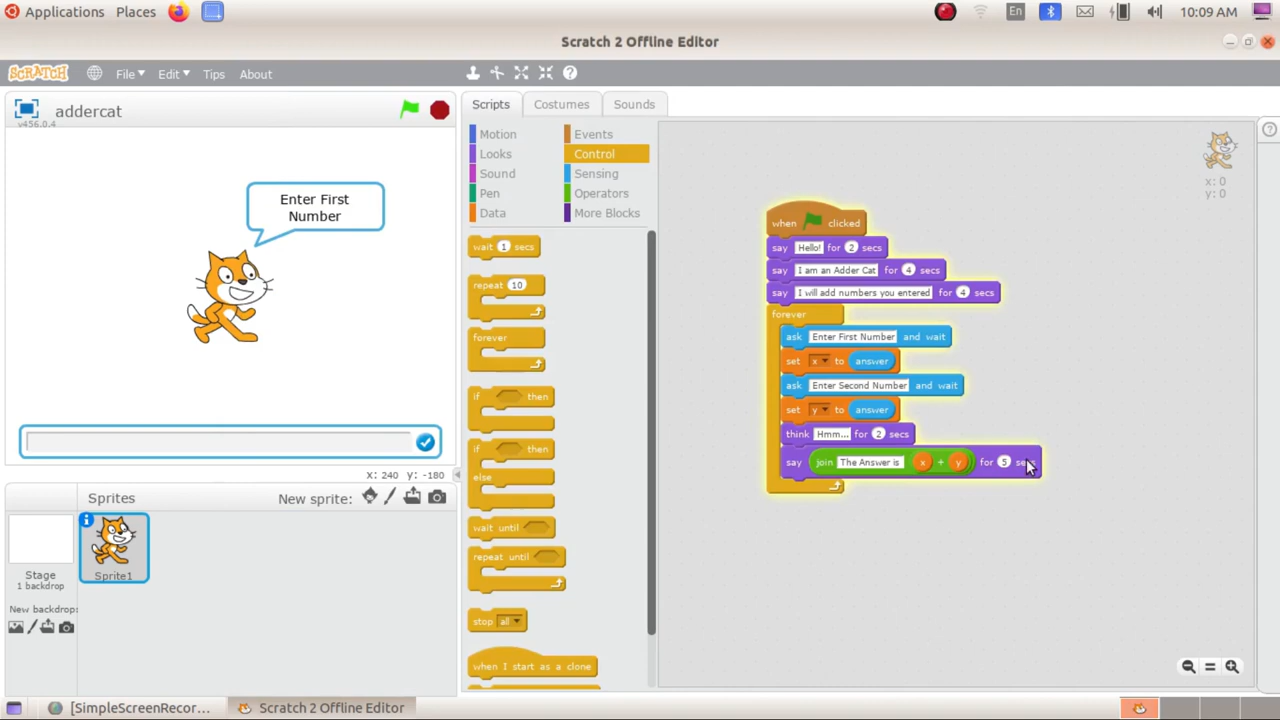 Applications Places En 10:09 AM
Scratch 2 Offline Editor
SCRATCH File Edit Tips About
addercat
v456.0.4
Scripts Costumes Sounds
Enter First
Number
Motion Events
Looks Control
Sound Sensing
Pen Operators
Data More Blocks
wait 1 secs
repeat 10
forever
if then
if then
else
wait until
repeat until
stop all
when I start as a clone
x: 0
y: 0
when clicked
say Hello! for 2 secs
say I am an Adder Cat for 4 secs
say I will add numbers you entered for 4 secs
forever
ask Enter First Number and wait
set x to answer
ask Enter Second Number and wait
set y to answer
think Hmm... for 2 secs
say join The Answer is x + y for 5 secs
x: 240 y: -180
Sprites New sprite:
Stage
1 backdrop
Sprite1
New backdrop:
[SimpleScreenRecor... Scratch 2 Offline Editor